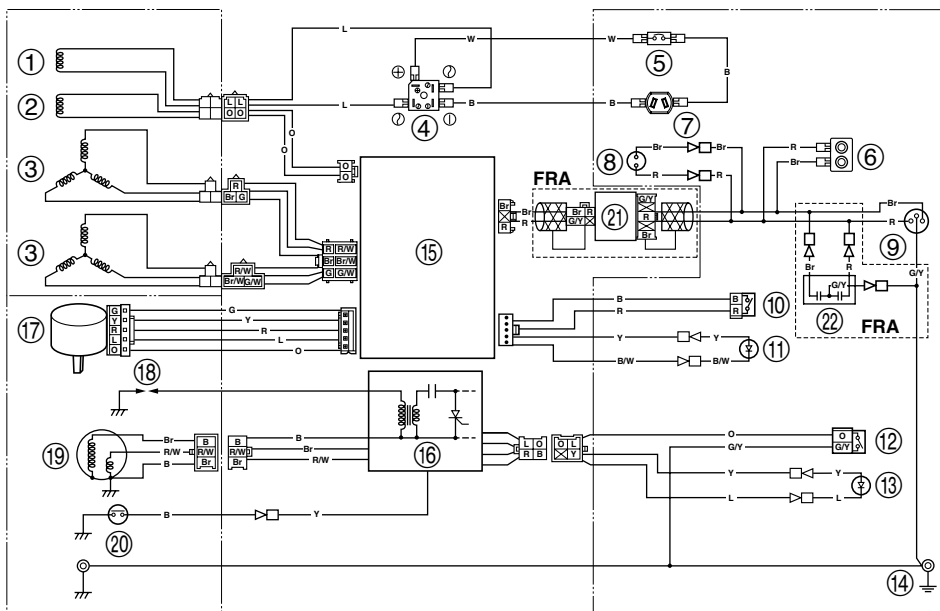 L
W W
① L L B ⑤
② O O L B B
④ ⑦
O ⑧ Br Br R ⑥
③ O O FRA R Br
R Br G Br R Br R G/Y ㉑ G/Y R Br Br R ⑨
③ R R/W Br Br/W G G/W ⑮
R/W Br/W G/W Br R G/Y G/Y
⑰ G Y R L O G Y R L O B R B R ⑩ ㉒ FRA
Y Y ⑪
B/W B/W
⑱
⑲ Br R/W B B R/W Br B R/W Br B Br R/W ⑯ L O R B O L Y O G/Y O G/Y ⑫
Y Y ⑬
L L
⑳ B Y
⑭